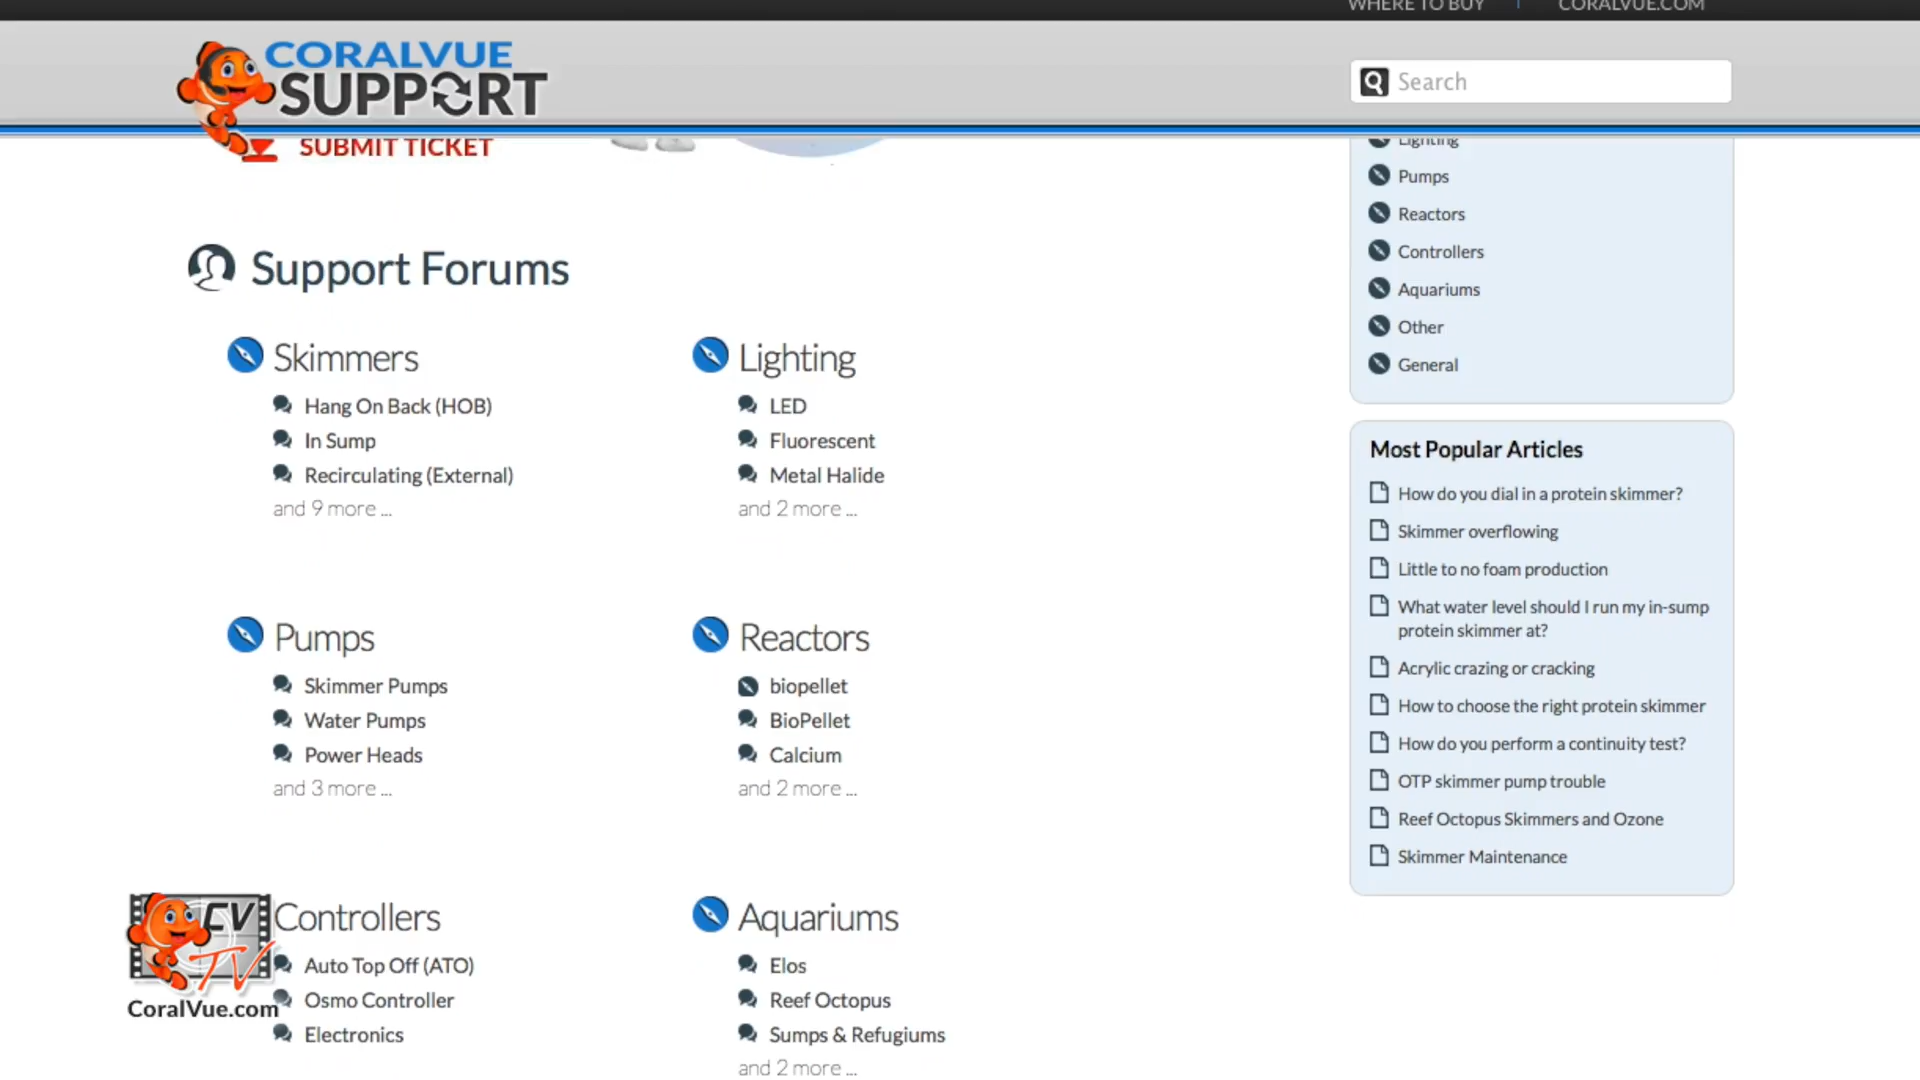 WHERE TO BUY
CORALVUE.COM
CORALVUE
SUPPORT
Search
SUBMIT TICKET
Support Forums
Skimmers
Hang On Back (HOB)
In Sump
Recirculating (External)
and 9 more ...
Lighting
LED
Fluorescent
Metal Halide
and 2 more ...
Pumps
Skimmer Pumps
Water Pumps
Power Heads
and 3 more ...
Reactors
biopellet
BioPellet
Calcium
and 2 more ...
Controllers
Auto Top Off (ATO)
Osmo Controller
Electronics
Aquariums
Elos
Reef Octopus
Sumps & Refugiums
and 2 more ...
CV
TV
CoralVue.com
Lighting
Pumps
Reactors
Controllers
Aquariums
Other
General
Most Popular Articles
How do you dial in a protein skimmer?
Skimmer overflowing
Little to no foam production
What water level should I run my in-sump
protein skimmer at?
Acrylic crazing or cracking
How to choose the right protein skimmer
How do you perform a continuity test?
OTP skimmer pump trouble
Reef Octopus Skimmers and Ozone
Skimmer Maintenance